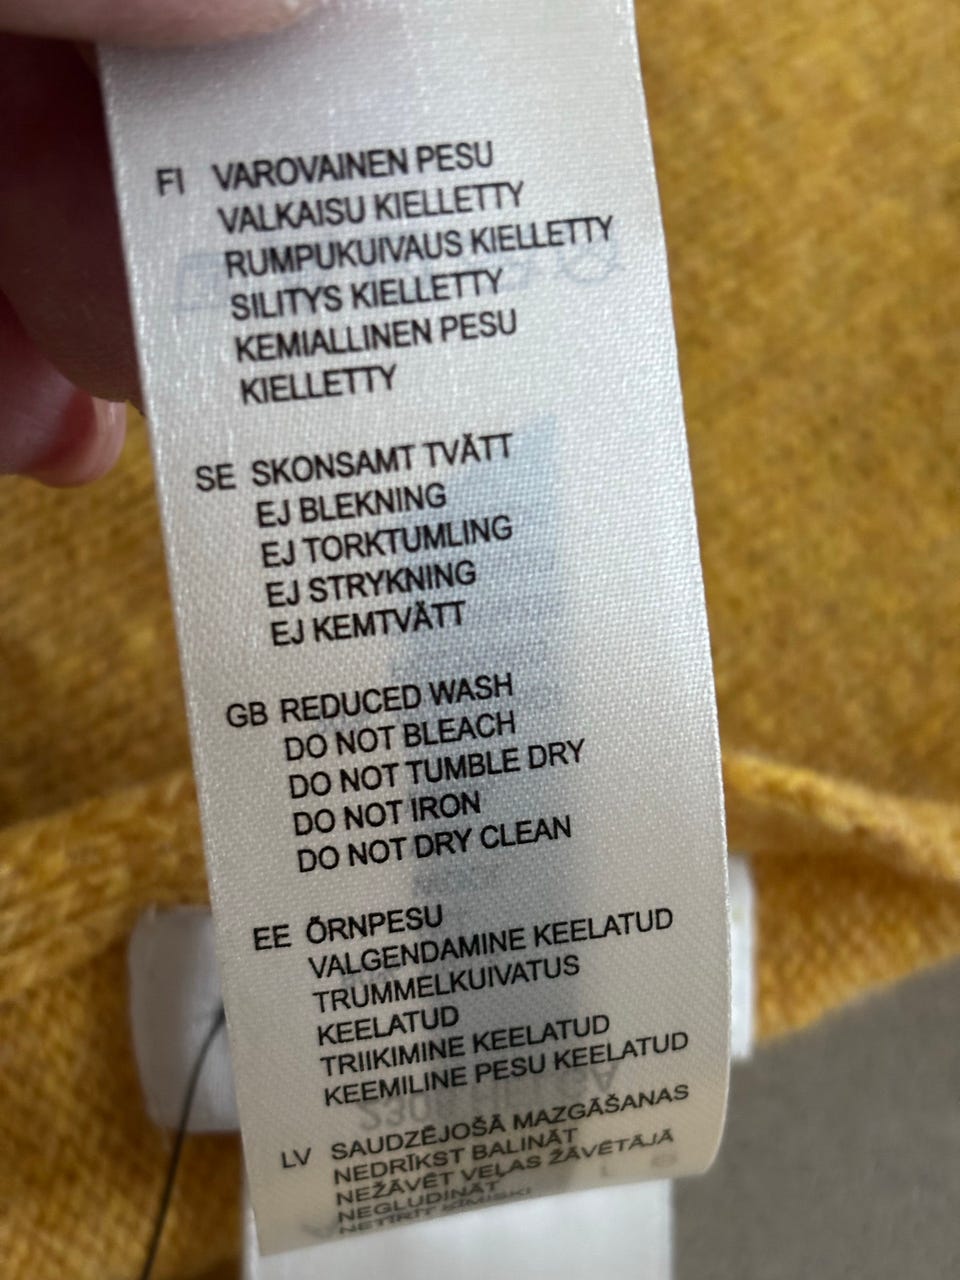 FI VAROVAINEN PESU
VALKAISU KIELLETTY
RUMPUKUIVAUS KIELLETTY
SILITYS KIELLETTY
KEMIALLINEN PESU
KIELLETTY
SE SKONSAMT TVÄTT
EJ BLEKNING
EJ TORKTUMLING
EJ STRYKNING
EJ KEMTVÄTT
GB REDUCED WASH
DO NOT BLEACH
DO NOT TUMBLE DRY
DO NOT IRON
DO NOT DRY CLEAN
EE ÕRNPESU
VALGENDAMINE KEELATUD
TRUMMELKUIVATUS
KEELATUD
TRIIKIMINE KEELATUD
KEEMILINE PESU KEELATUD
LV SAUDZĒJOŠĀ MAZGĀŠANAS
NEDRĪKST BALINĀT
NEŽĀVĒT VEĻAS ŽĀVĒTĀJĀ
NEGLUDINĀT
NETĪRĪT ĶĪMISKI